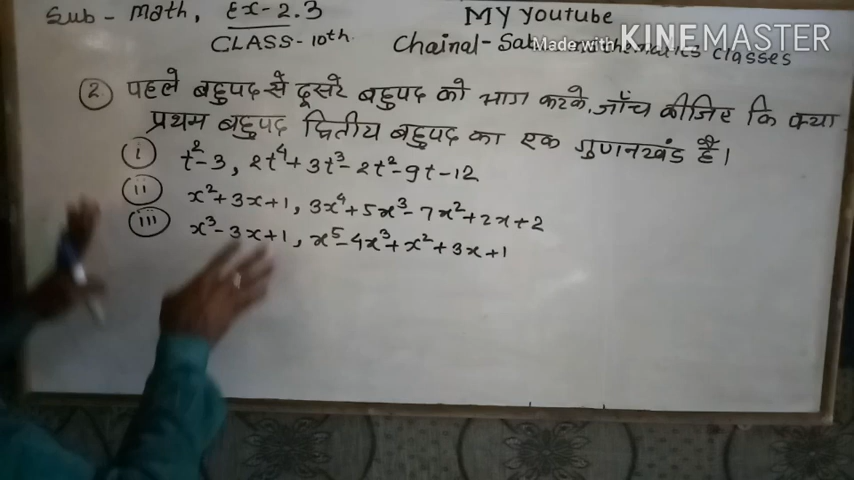 Sub - Math, Ex-2.3 MY Youtube
CLASS-10th. Chainal-
Made with KINEMASTER
classes
② पहले बहुपद से दूसरे बहुपद को भाग करके, जाँच कीजिए कि क्या
प्रथम बहुपद द्वितीय बहुपद का एक गुणनखंड है।
(i) t²-3, 2t⁴+3t³-2t²-9t-12
(ii) x²+3x+1, 3x⁴+5x³-7x²+2x+2
(iii) x³-3x+1, x⁵-4x³+x²+3x+1